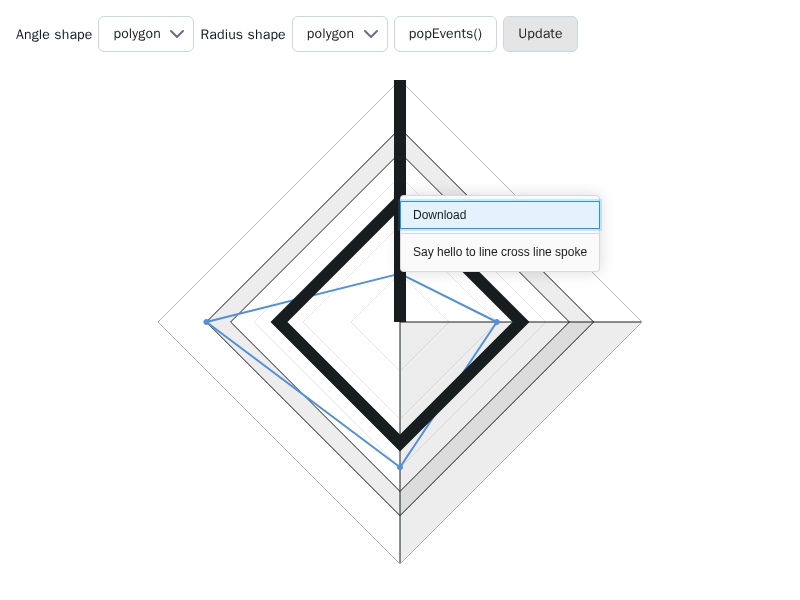 Angle shape polygon Radius shape polygon popEvents() Update
Download
Say hello to line cross line spoke